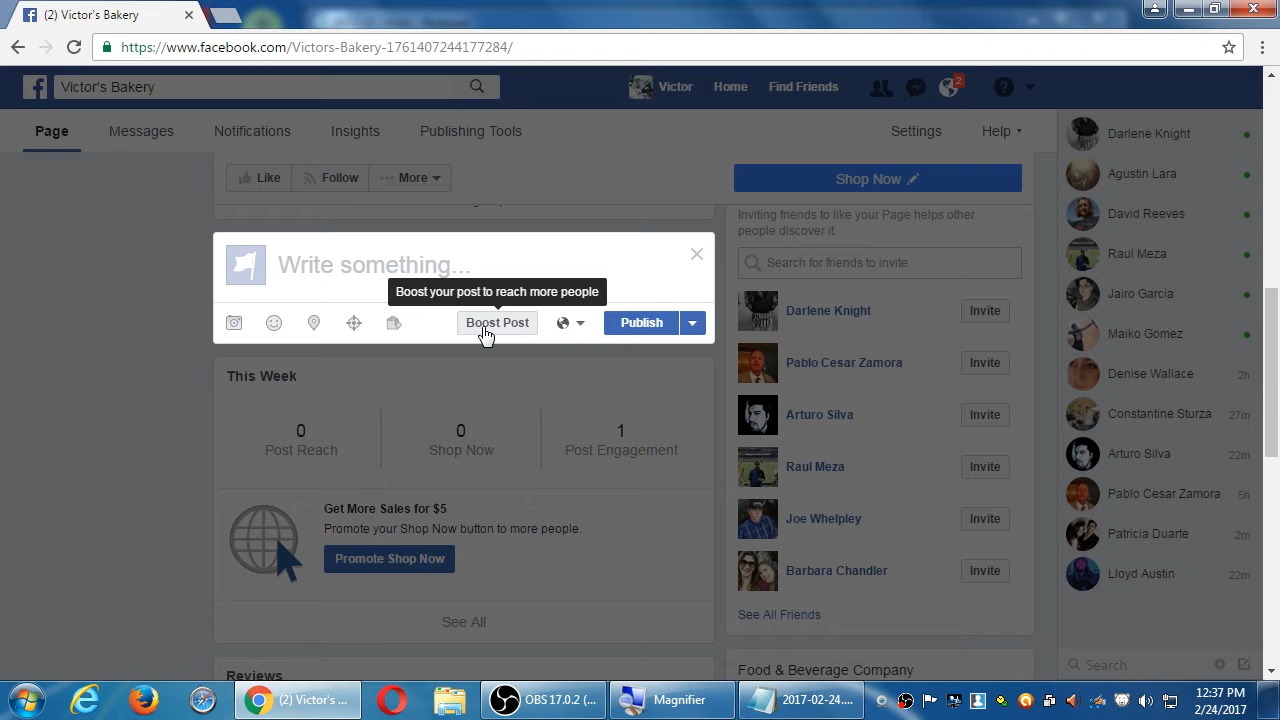 (2) Victor's Bakery
https://www.facebook.com/Victors-Bakery-1761407244177284/
Victor's Bakery
Victor
Home
Find Friends
2
Page
Messages
Notifications
Insights
Publishing Tools
Settings
Help
Like
Follow
More
Shop Now
Write something...
Boost your post to reach more people
Boost Post
Publish
This Week
0
Post Reach
0
Shop Now
1
Post Engagement
Get More Sales for $5
Promote your Shop Now button to more people.
Promote Shop Now
See All
Reviews
Inviting friends to like your Page helps other
people discover it.
Search for friends to invite
Darlene Knight
Invite
Pablo Cesar Zamora
Invite
Arturo Silva
Invite
Raul Meza
Invite
Joe Whelpley
Invite
Barbara Chandler
Invite
See All Friends
Food & Beverage Company
Darlene Knight
Agustin Lara
David Reeves
Raul Meza
Jairo Garcia
Maiko Gomez
Denise Wallace 2h
Constantine Sturza 27m
Arturo Silva 22m
Pablo Cesar Zamora 5h
Patricia Duarte 2m
Lloyd Austin 22m
Search
(2) Victor's ...
OBS 17.0.2 (...
Magnifier
2017-02-24....
12:37 PM
2/24/2017